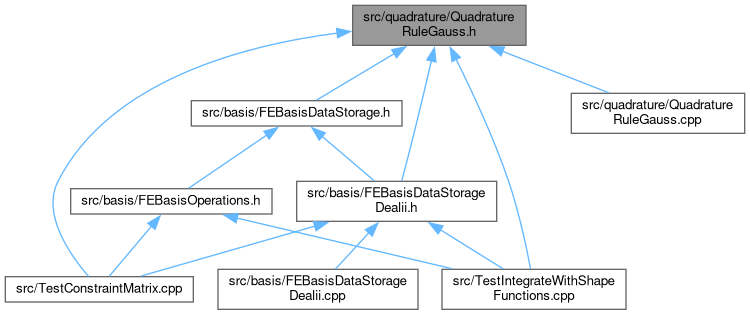 src/quadrature/Quadrature
RuleGauss.h
src/basis/FEBasisDataStorage.h
src/quadrature/Quadrature
RuleGauss.cpp
src/basis/FEBasisOperations.h
src/basis/FEBasisDataStorage
Dealii.h
src/TestConstraintMatrix.cpp
src/basis/FEBasisDataStorage
Dealii.cpp
src/TestIntegrateWithShape
Functions.cpp